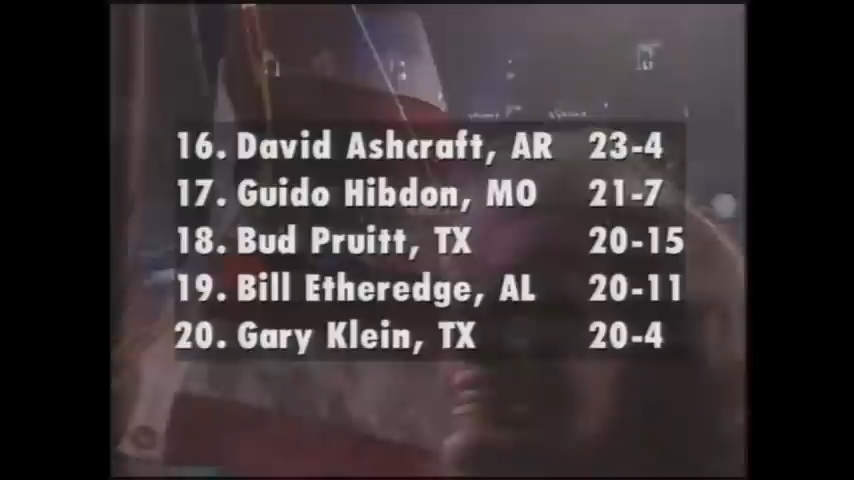 16. David Ashcraft, AR 23-4
17. Guido Hibdon, MO 21-7
18. Bud Pruitt, TX 20-15
19. Bill Etheredge, AL 20-11
20. Gary Klein, TX 20-4